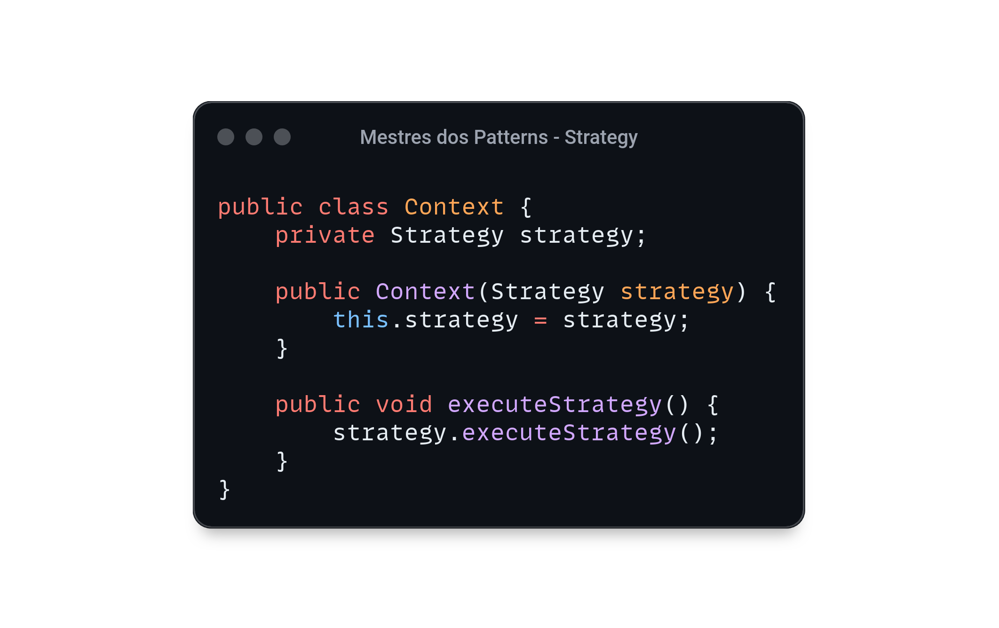 Mestres dos Patterns - Strategy
public class Context {
    private Strategy strategy;
    public Context(Strategy strategy) {
        this.strategy = strategy;
    }
    public void executeStrategy() {
        strategy.executeStrategy();
    }
}